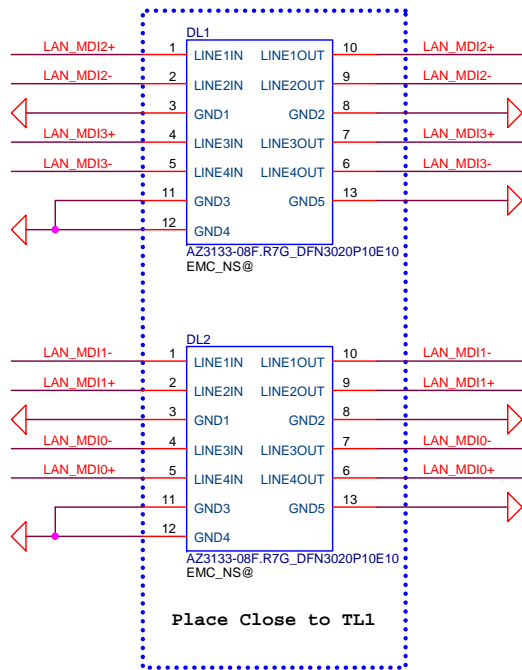 DL1
LAN_MDI2+ 1 LINE1IN LINE1OUT 10 LAN_MDI2+
LAN_MDI2- 2 LINE2IN LINE2OUT 9 LAN_MDI2-
3 GND1 GND2 8
LAN_MDI3+ 4 LINE3IN LINE3OUT 7 LAN_MDI3+
LAN_MDI3- 5 LINE4IN LINE4OUT 6 LAN_MDI3-
11 GND3 GND5 13
12 GND4
AZ3133-08F.R7G_DFN3020P10E10
EMC_NS@
DL2
LAN_MDI1- 1 LINE1IN LINE1OUT 10 LAN_MDI1-
LAN_MDI1+ 2 LINE2IN LINE2OUT 9 LAN_MDI1+
3 GND1 GND2 8
LAN_MDI0- 4 LINE3IN LINE3OUT 7 LAN_MDI0-
LAN_MDI0+ 5 LINE4IN LINE4OUT 6 LAN_MDI0+
11 GND3 GND5 13
12 GND4
AZ3133-08F.R7G_DFN3020P10E10
EMC_NS@
Place Close to TL1